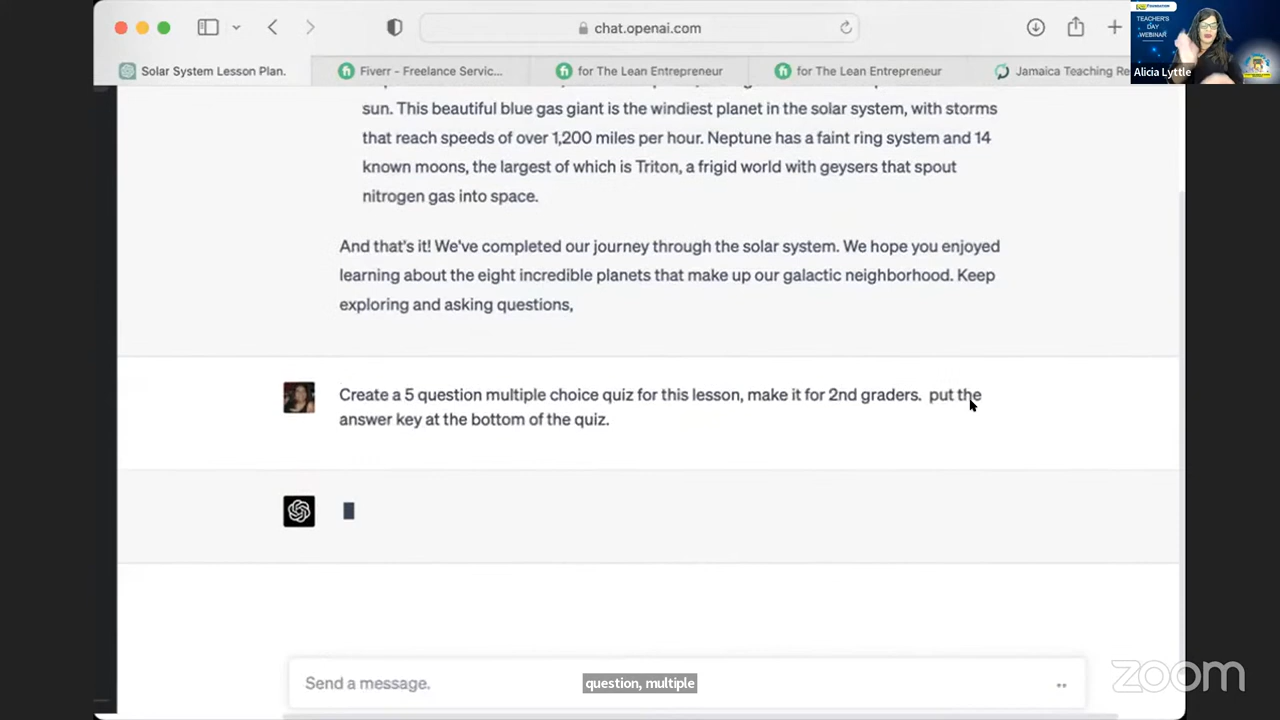 chat.openai.com
FOUNDATION
TEACHER'S
DAY
WEBINAR
Alicia Lyttle
Solar System Lesson Plan.
Fiverr - Freelance Servic...
for The Lean Entrepreneur
for The Lean Entrepreneur
Jamaica Teaching Re
sun. This beautiful blue gas giant is the windiest planet in the solar system, with storms
that reach speeds of over 1,200 miles per hour. Neptune has a faint ring system and 14
known moons, the largest of which is Triton, a frigid world with geysers that spout
nitrogen gas into space.
And that's it! We've completed our journey through the solar system. We hope you enjoyed
learning about the eight incredible planets that make up our galactic neighborhood. Keep
exploring and asking questions,
Create a 5 question multiple choice quiz for this lesson, make it for 2nd graders.  put the
answer key at the bottom of the quiz.
Send a message.
question, multiple
zoom